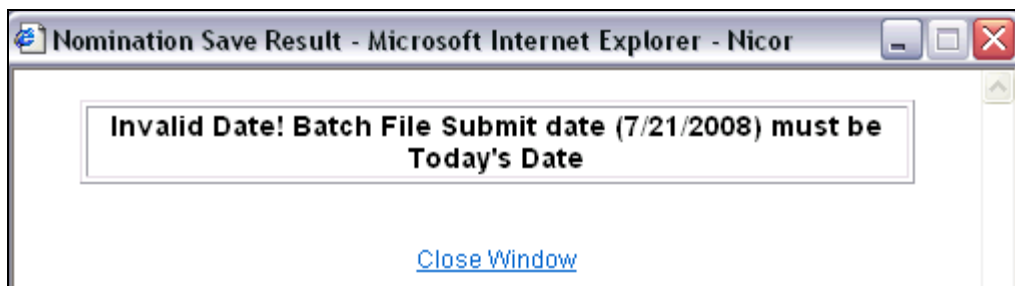 Nomination Save Result - Microsoft Internet Explorer - Nicor
Invalid Date! Batch File Submit date (7/21/2008) must be
Today's Date
Close Window